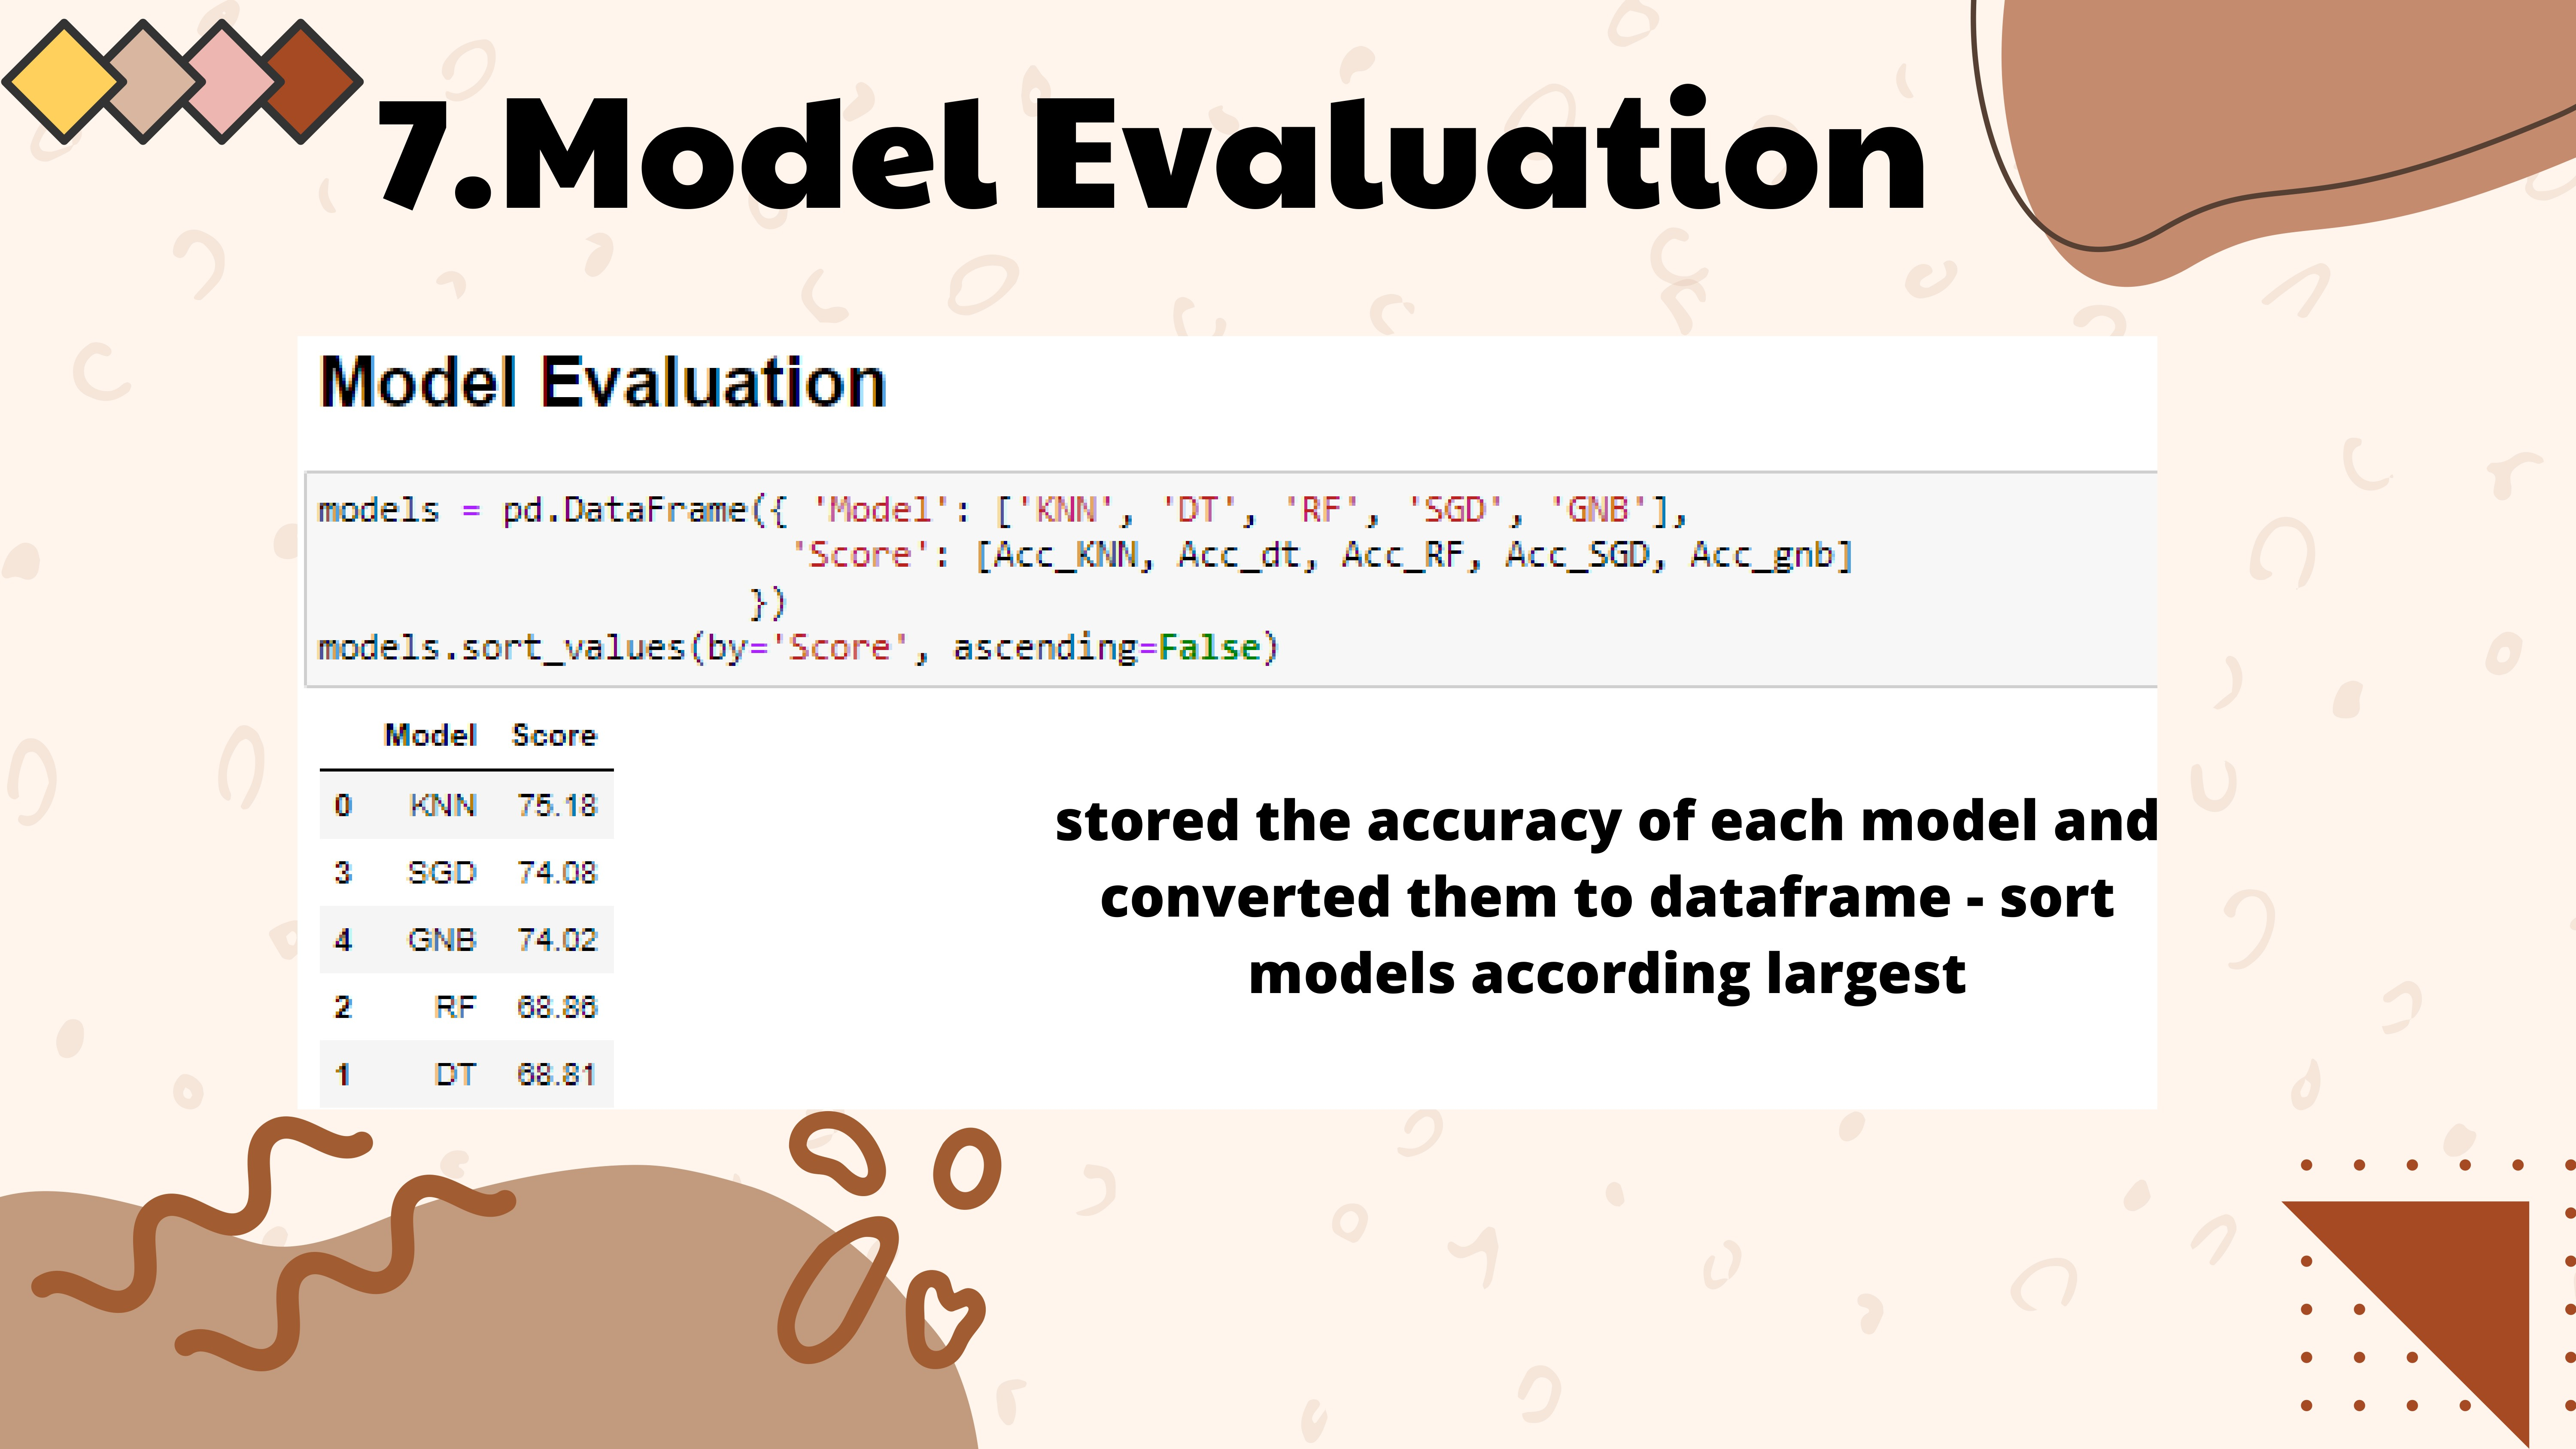 7.Model Evaluation
Model Evaluation
models = pd.DataFrame({ 'Model': ['KNN', 'DT', 'RF', 'SGD', 'GNB'],
'Score': [Acc_KNN, Acc_dt, Acc_RF, Acc_SGD, Acc_gnb]
})
models.sort_values(by='Score', ascending=False)
Model Score
0 KNN 75.18
3 SGD 74.08
4 GNB 74.02
2 RF 68.86
1 DT 68.81
stored the accuracy of each model and
converted them to dataframe - sort
models according largest